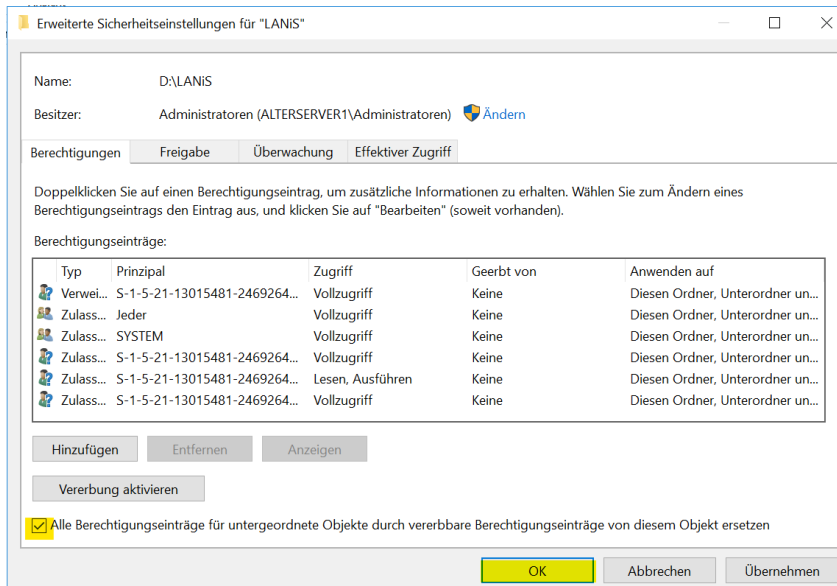 Erweiterte Sicherheitseinstellungen für "LANiS"
Name: D:\LANiS
Besitzer: Administratoren (ALTERSERVER1\Administratoren) Ändern
Berechtigungen Freigabe Überwachung Effektiver Zugriff
Doppelklicken Sie auf einen Berechtigungseintrag, um zusätzliche Informationen zu erhalten. Wählen Sie zum Ändern eines
Berechtigungseintrags den Eintrag aus, und klicken Sie auf "Bearbeiten" (soweit vorhanden).
Berechtigungseinträge:
Typ Prinzipal Zugriff Geerbt von Anwenden auf
Verwei... S-1-5-21-13015481-2469264... Vollzugriff Keine Diesen Ordner, Unterordner un...
Zulass... Jeder Vollzugriff Keine Diesen Ordner, Unterordner un...
Zulass... SYSTEM Vollzugriff Keine Diesen Ordner, Unterordner un...
Zulass... S-1-5-21-13015481-2469264... Vollzugriff Keine Diesen Ordner, Unterordner un...
Zulass... S-1-5-21-13015481-2469264... Lesen, Ausführen Keine Diesen Ordner, Unterordner un...
Zulass... S-1-5-21-13015481-2469264... Vollzugriff Keine Diesen Ordner, Unterordner un...
Hinzufügen Entfernen Anzeigen
Vererbung aktivieren
Alle Berechtigungseinträge für untergeordnete Objekte durch vererbbare Berechtigungseinträge von diesem Objekt ersetzen
OK Abbrechen Übernehmen